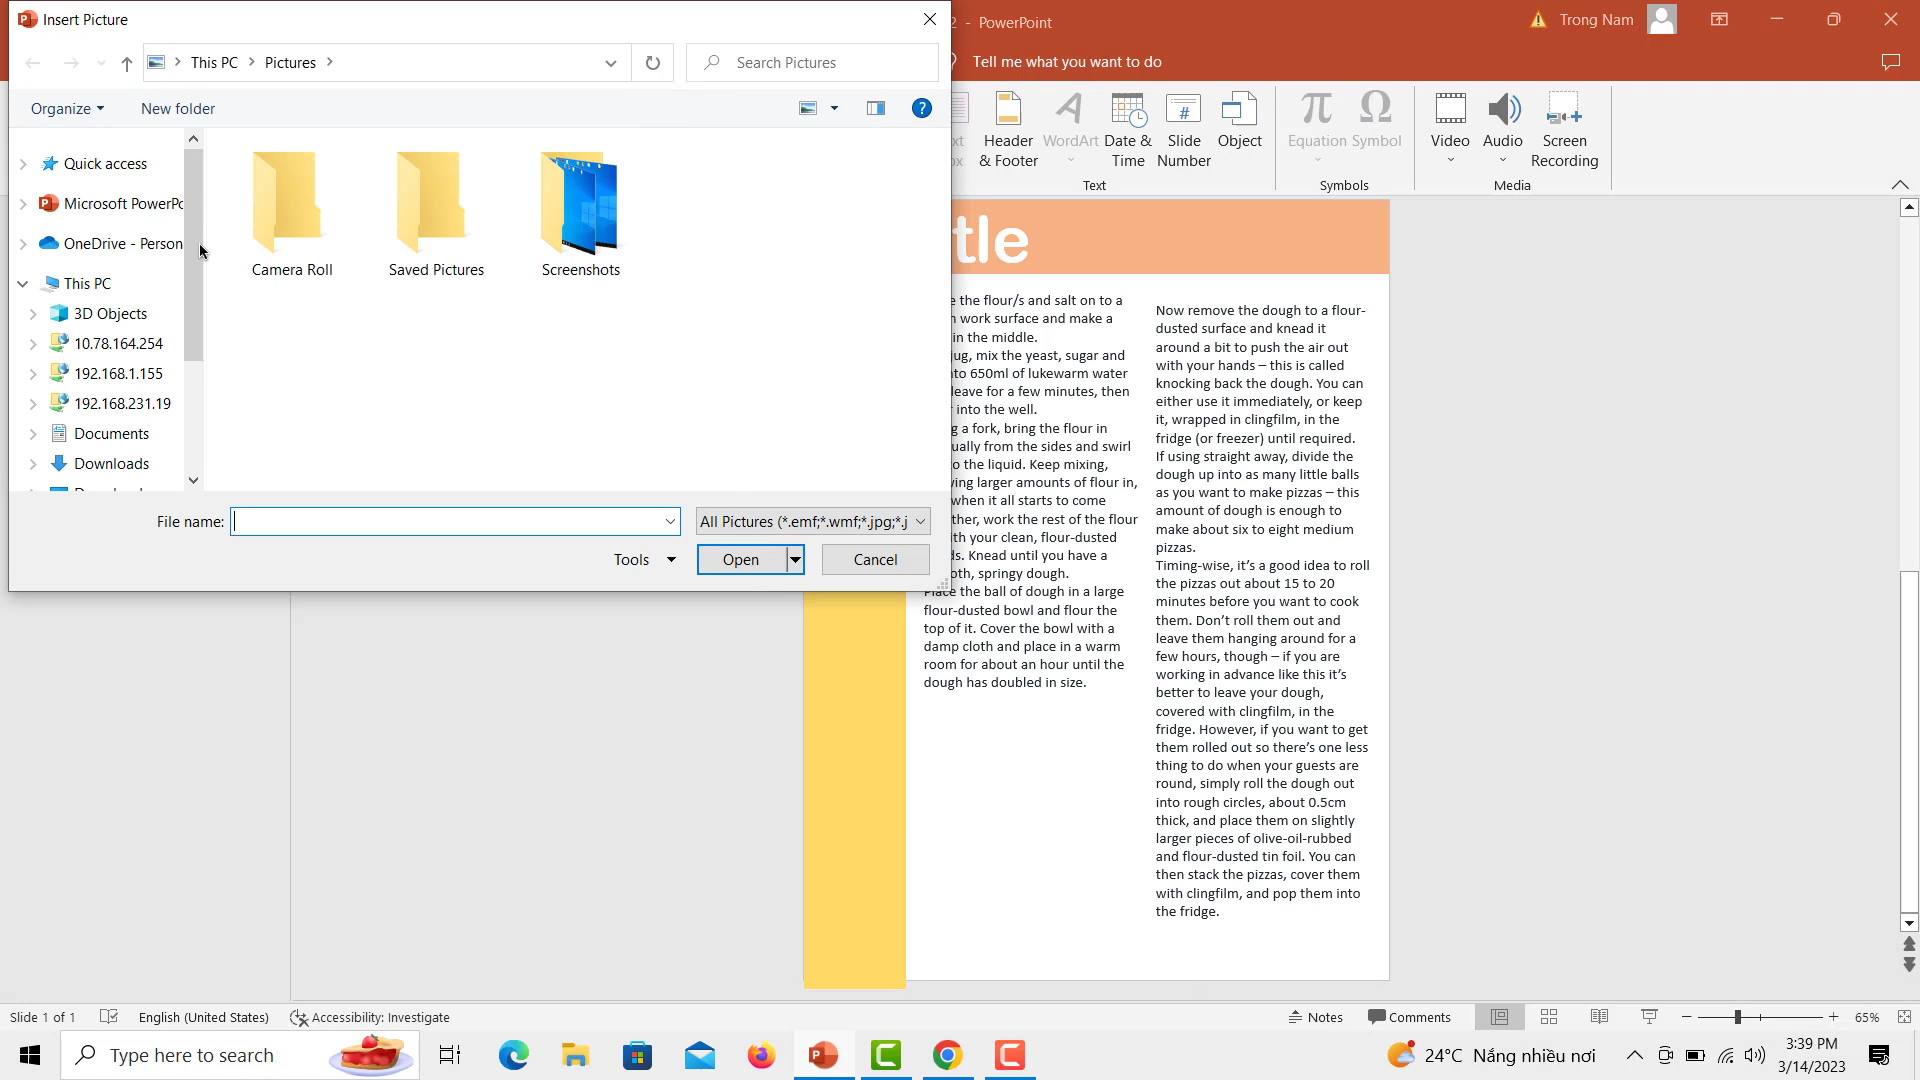 Insert Picture
2 - PowerPoint
Trong Nam
This PC
Pictures
Search Pictures
Tell me what you want to do
Organize
New folder
Header
& Footer
WordArt
Date &
Time
Slide
Number
Object
Equation
Symbol
Video
Audio
Screen
Recording
Text
Symbols
Media
Quick access
Microsoft PowerPo
OneDrive - Person
This PC
3D Objects
10.78.164.254
192.168.1.155
192.168.231.19
Documents
Downloads
Camera Roll
Saved Pictures
Screenshots
File name:
All Pictures (*.emf;*.wmf;*.jpg;*.j
Tools
Open
Cancel
tle
e the flour/s and salt on to a
work surface and make a
in the middle.
jug, mix the yeast, sugar and
to 650ml of lukewarm water
leave for a few minutes, then
into the well.
g a fork, bring the flour in
ually from the sides and swirl
o the liquid. Keep mixing,
ving larger amounts of flour in,
when it all starts to come
ther, work the rest of the flour
th your clean, flour-dusted
ds. Knead until you have a
oth, springy dough.
Place the ball of dough in a large
flour-dusted bowl and flour the
top of it. Cover the bowl with a
damp cloth and place in a warm
room for about an hour until the
dough has doubled in size.
Now remove the dough to a flour-
dusted surface and knead it
around a bit to push the air out
with your hands – this is called
knocking back the dough. You can
either use it immediately, or keep
it, wrapped in clingfilm, in the
fridge (or freezer) until required.
If using straight away, divide the
dough up into as many little balls
as you want to make pizzas – this
amount of dough is enough to
make about six to eight medium
pizzas.
Timing-wise, it’s a good idea to roll
the pizzas out about 15 to 20
minutes before you want to cook
them. Don’t roll them out and
leave them hanging around for a
few hours, though – if you are
working in advance like this it’s
better to leave your dough,
covered with clingfilm, in the
fridge. However, if you want to get
them rolled out so there’s one less
thing to do when your guests are
round, simply roll the dough out
into rough circles, about 0.5cm
thick, and place them on slightly
larger pieces of olive-oil-rubbed
and flour-dusted tin foil. You can
then stack the pizzas, cover them
with clingfilm, and pop them into
the fridge.
Slide 1 of 1
English (United States)
Accessibility: Investigate
Notes
Comments
65%
Type here to search
24°C Nắng nhiều nơi
3:39 PM
3/14/2023